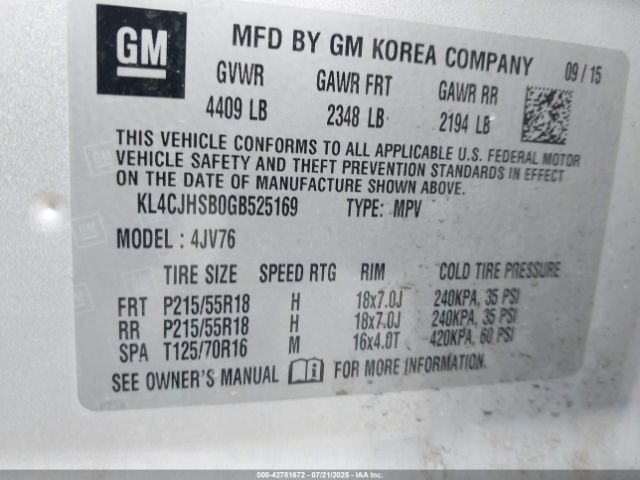 GM
MFD BY GM KOREA COMPANY 09/15
GVWR GAWR FRT GAWR RR
4409 LB 2348 LB 2194 LB
THIS VEHICLE CONFORMS TO ALL APPLICABLE U.S. FEDERAL MOTOR
VEHICLE SAFETY AND THEFT PREVENTION STANDARDS IN EFFECT
ON THE DATE OF MANUFACTURE SHOWN ABOVE.
KL4CJHSB0GB525169 TYPE: MPV
MODEL: 4JV76
TIRE SIZE SPEED RTG RIM COLD TIRE PRESSURE
FRT P215/55R18 H 18x7.0J 240KPA, 35 PSI
RR P215/55R18 H 18x7.0J 240KPA, 35 PSI
SPA T125/70R16 M 16x4.0T 420KPA, 60 PSI
SEE OWNER'S MANUAL FOR MORE INFORMATION.
000-42781672 - 07/21/2025 - IAA Inc.